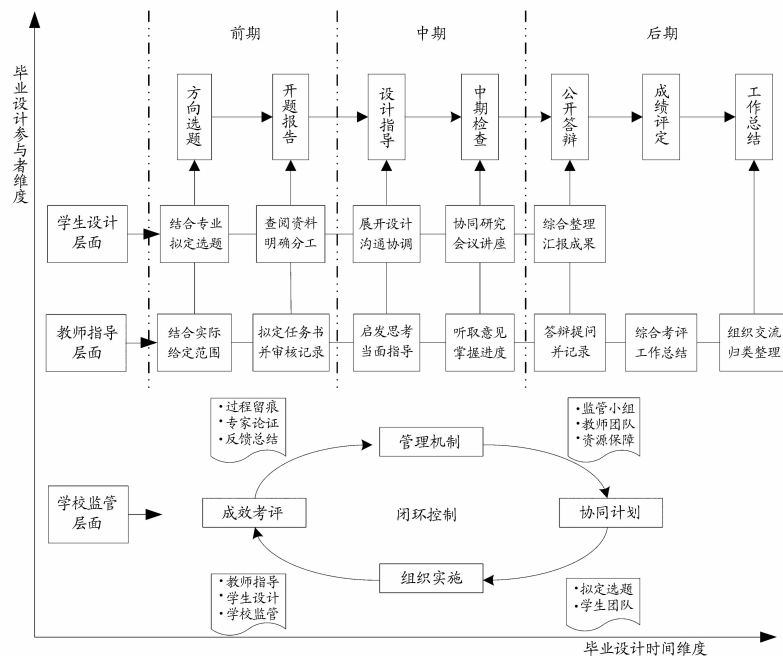 毕业设计参与者维度
前期
中期
后期
方向选题
开题报告
设计指导
中期检查
公开答辩
成绩评定
工作总结
学生设计
层面
结合专业
拟定选题
查阅资料
明确分工
展开设计
沟通协调
协同研究
会议讲座
综合整理
汇报成果
教师指导
层面
结合实际
给定范围
拟定任务书
并审核记录
启发思考
当面指导
听取意见
掌握进度
答辩提问
并记录
综合考评
工作总结
组织交流
归类整理
•过程留痕
•专家论证
•反馈总结
管理机制
•监管小组
•教师团队
•资源保障
学校监管
层面
成效考评
闭环控制
协同计划
组织实施
•教师指导
•学生设计
•学校监管
•拟定选题
•学生团队
毕业设计时间维度